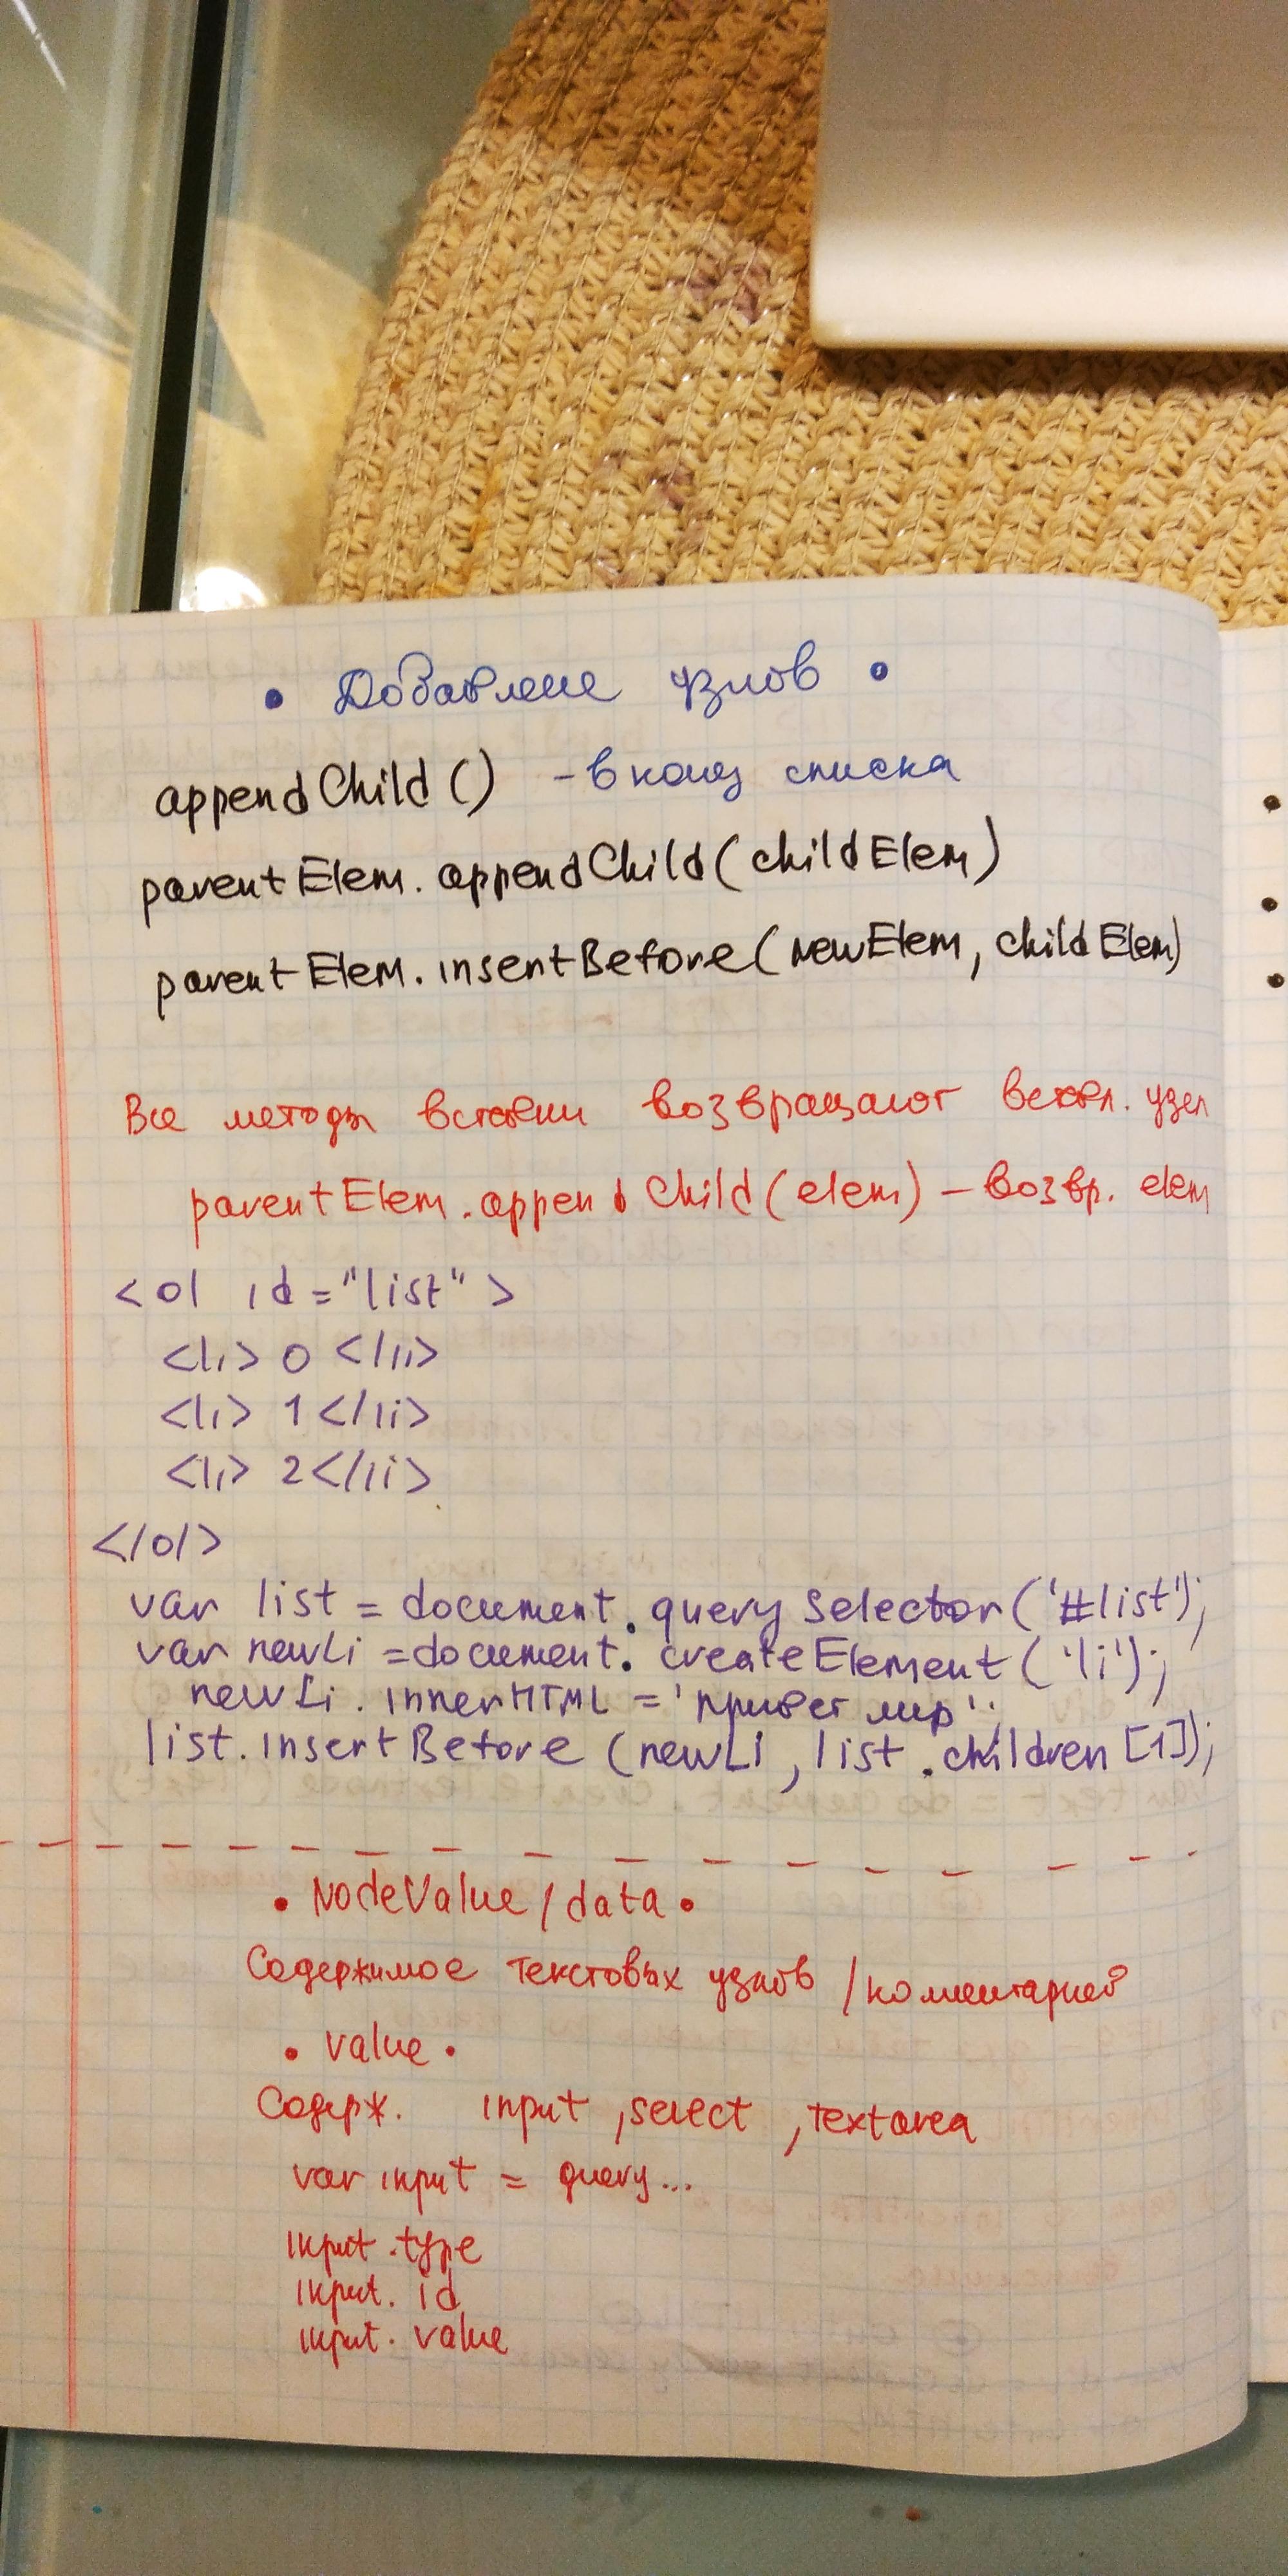 • Добавлене узлов •
appendChild() - в конец списка
parentElem.appendChild(childElem)
parentElem.insertBefore(newElem, childElem)
Все методы вставки возвращают вставл. узел
parentElem.appendChild(elem) – возвр. elem
<ol id="list">
<li> 0 </li>
<li> 1 </li>
<li> 2 </li>
</ol>
var list = document.querySelector('#list');
var newLi = document.createElement('li');
newLi.innerHTML = 'привет мир';
list.insertBefore(newLi, list.children[1]);
• NodeValue / data •
Содержимое текстовых узлов / коментарией
• value •
Содерж. input, select, textarea
var input = query...
input.type
input.id
input.value